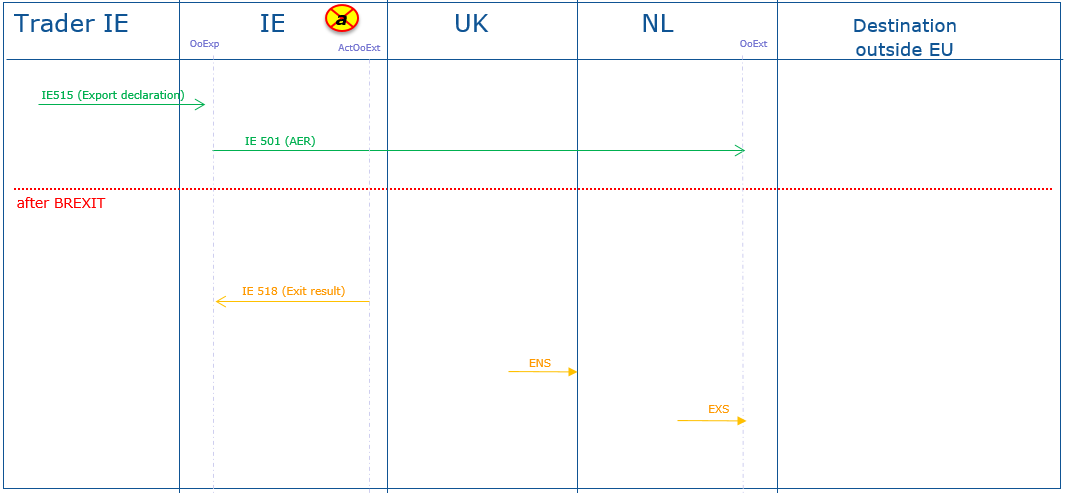 Trader IE
IE
a
UK
NL
Destination
outside EU
OoExp
ActOoExt
OoExt
IE515 (Export declaration)
IE 501 (AER)
after BREXIT
IE 518 (Exit result)
ENS
EXS